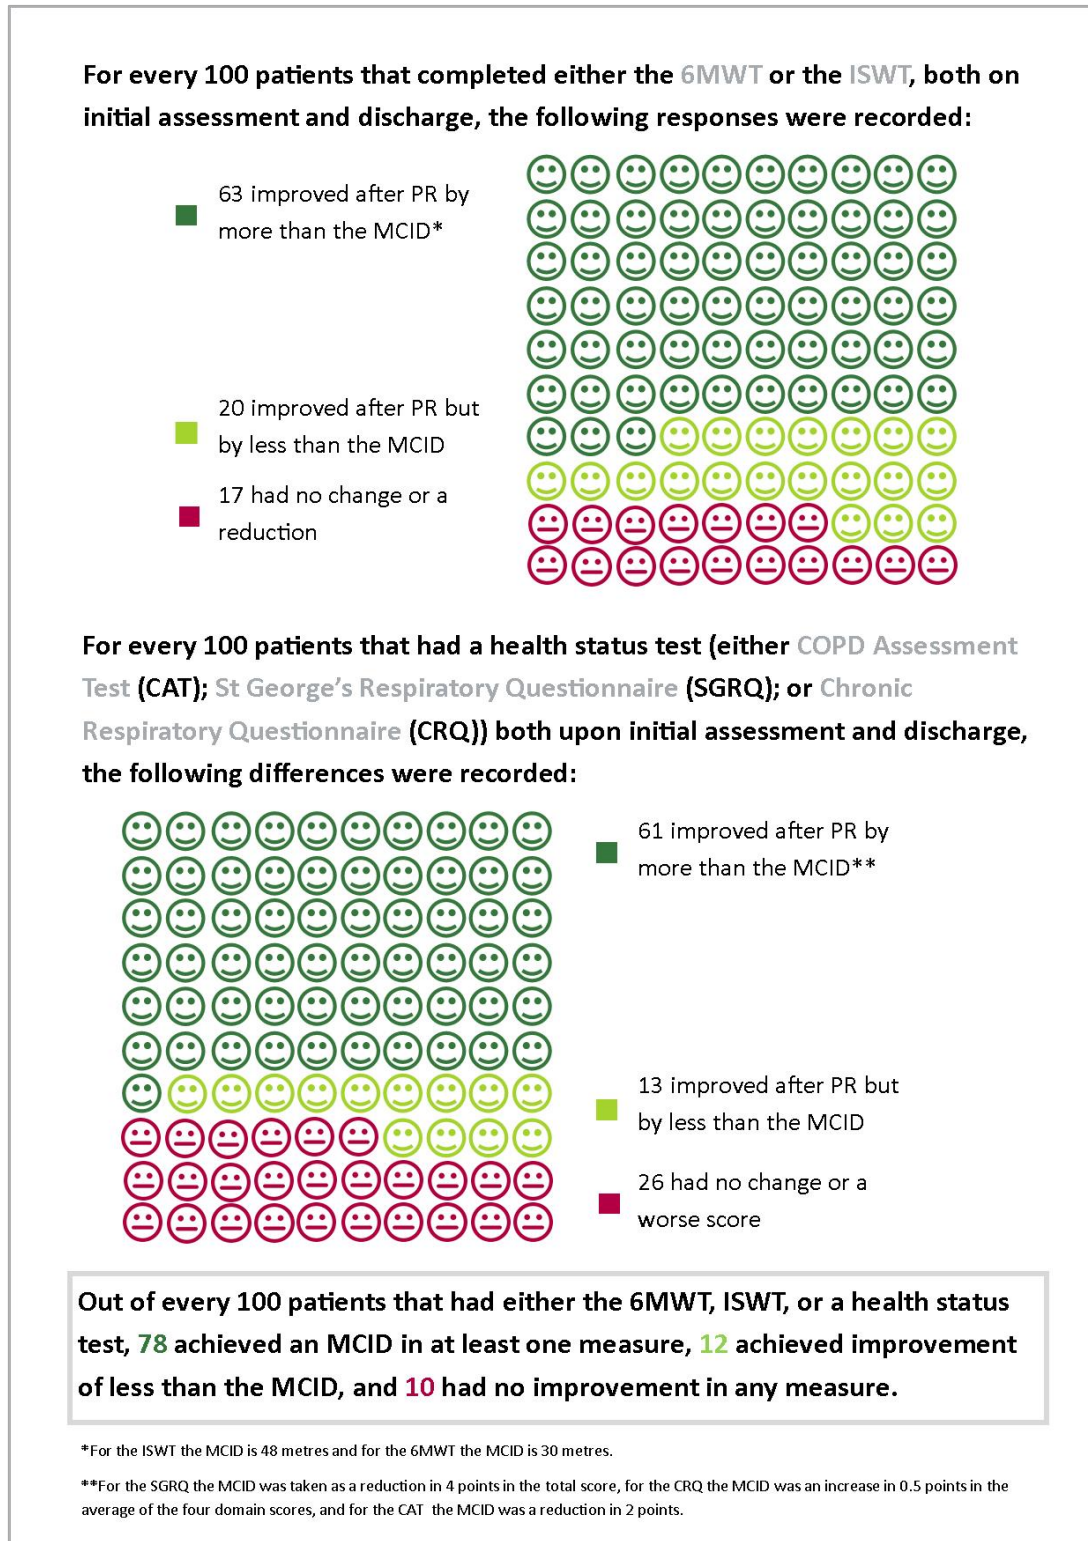 For every 100 patients that completed either the 6MWT or the ISWT, both on
initial assessment and discharge, the following responses were recorded:
63 improved after PR by
more than the MCID*
20 improved after PR but
by less than the MCID
17 had no change or a
reduction
For every 100 patients that had a health status test (either COPD Assessment
Test (CAT); St George’s Respiratory Questionnaire (SGRQ); or Chronic
Respiratory Questionnaire (CRQ)) both upon initial assessment and discharge,
the following differences were recorded:
61 improved after PR by
more than the MCID**
13 improved after PR but
by less than the MCID
26 had no change or a
worse score
Out of every 100 patients that had either the 6MWT, ISWT, or a health status
test, 78 achieved an MCID in at least one measure, 12 achieved improvement
of less than the MCID, and 10 had no improvement in any measure.
*For the ISWT the MCID is 48 metres and for the 6MWT the MCID is 30 metres.
**For the SGRQ the MCID was taken as a reduction in 4 points in the total score, for the CRQ the MCID was an increase in 0.5 points in the
average of the four domain scores, and for the CAT the MCID was a reduction in 2 points.